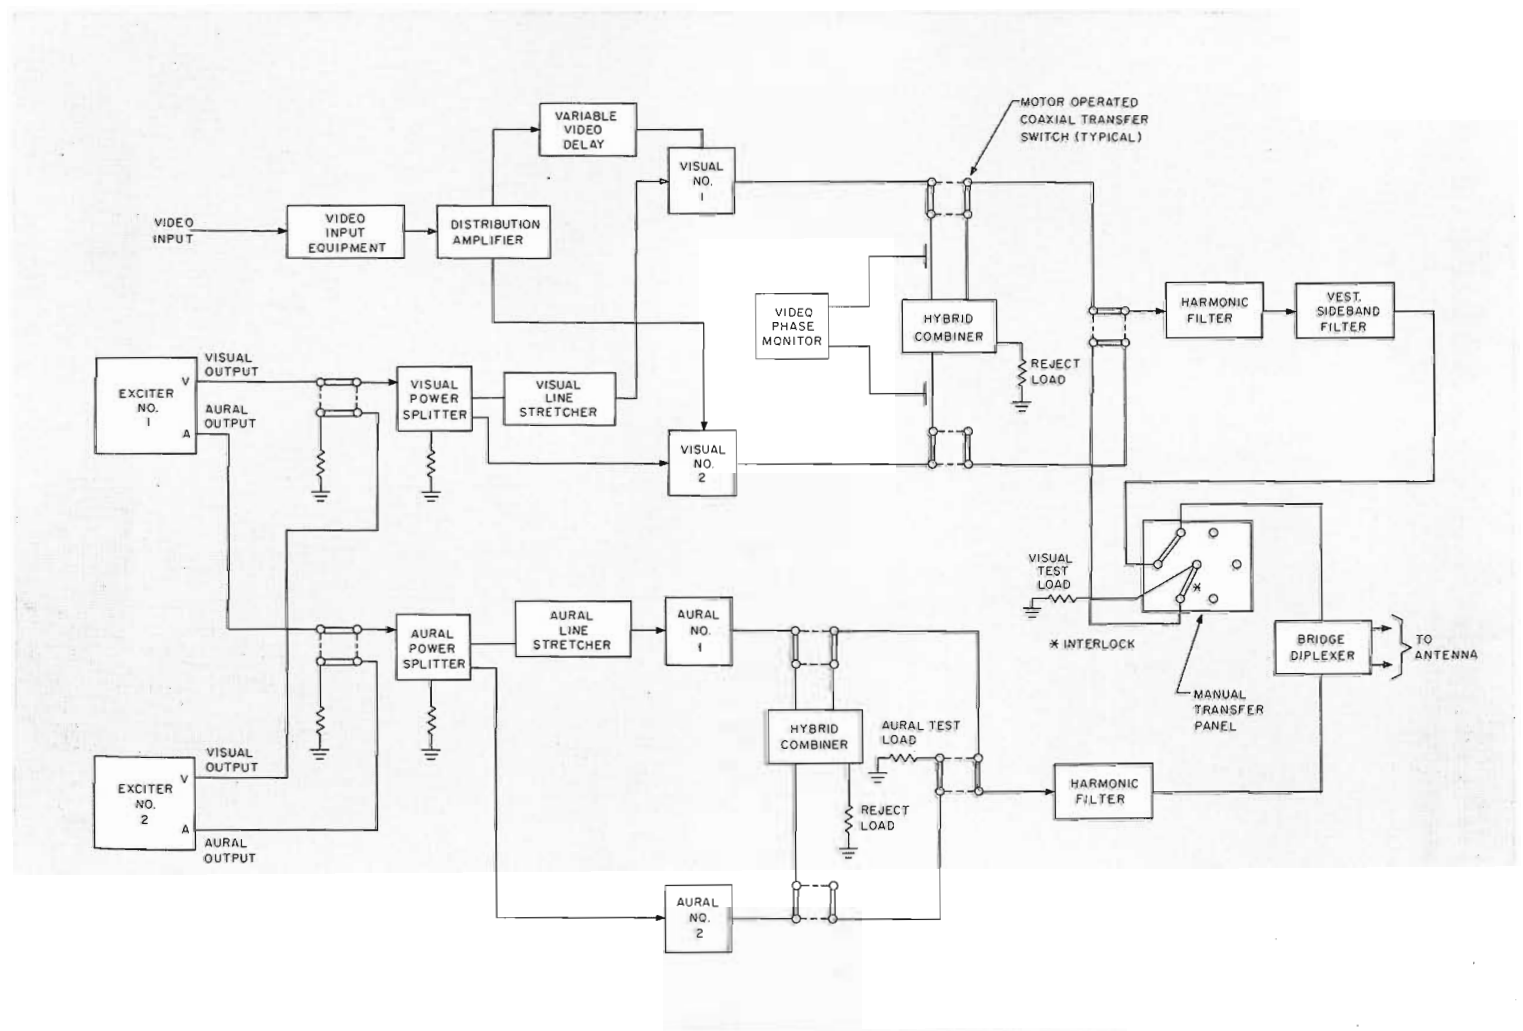 MOTOR OPERATED
COAXIAL TRANSFER
SWITCH (TYPICAL)
VARIABLE
VIDEO
DELAY
VISUAL
NO.
1
VIDEO
INPUT
VIDEO
INPUT
EQUIPMENT
DISTRIBUTION
AMPLIFIER
VIDEO
PHASE
MONITOR
HYBRID
COMBINER
REJECT
LOAD
HARMONIC
FILTER
VEST.
SIDEBAND
FILTER
EXCITER
NO.
1
V
A
VISUAL
OUTPUT
AURAL
OUTPUT
VISUAL
POWER
SPLITTER
VISUAL
LINE
STRETCHER
VISUAL
NO.
2
VISUAL
TEST
LOAD
*
* INTERLOCK
MANUAL
TRANSFER
PANEL
BRIDGE
DIPLEXER
TO
ANTENNA
AURAL
POWER
SPLITTER
AURAL
LINE
STRETCHER
AURAL
NO.
1
HYBRID
COMBINER
AURAL TEST
LOAD
REJECT
LOAD
HARMONIC
FILTER
EXCITER
NO.
2
V
A
VISUAL
OUTPUT
AURAL
OUTPUT
AURAL
NO.
2